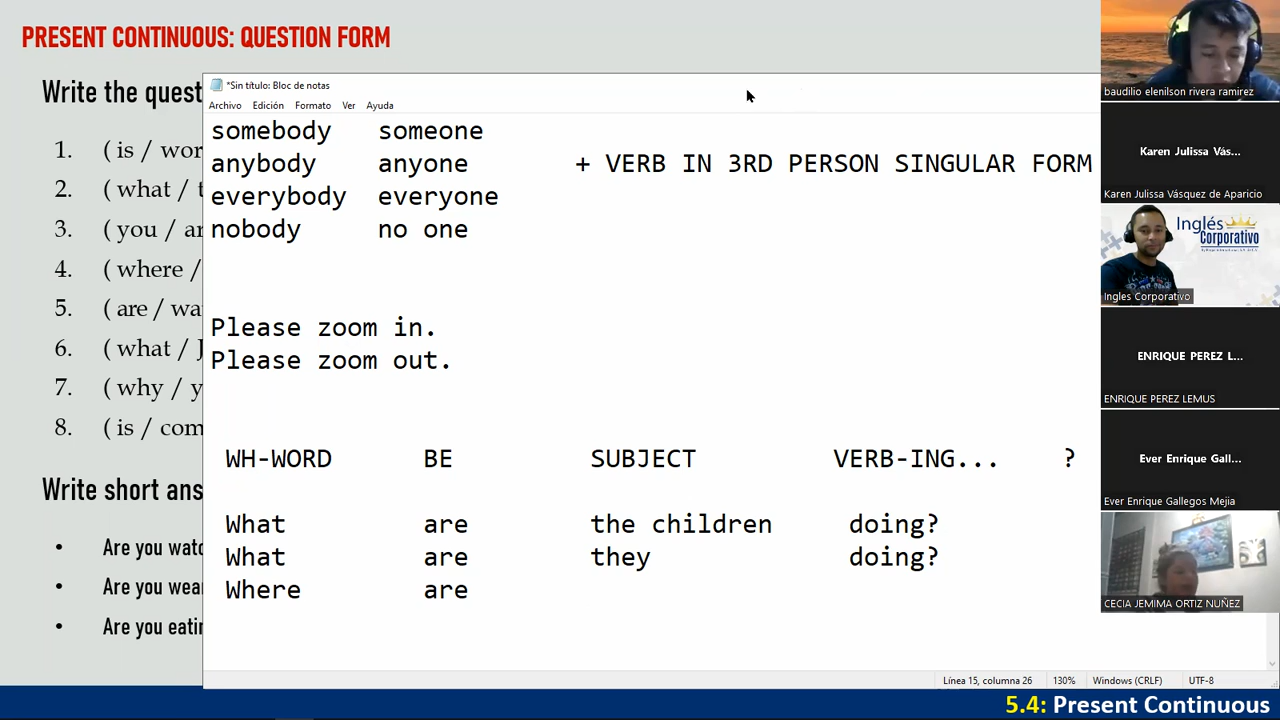 PRESENT CONTINUOUS: QUESTION FORM
Write the quest
1. ( is / wor
2. ( what / t
3. ( you / ar
4. ( where /
5. ( are / wa
6. ( what / J
7. ( why / y
8. ( is / com
Write short ans
• Are you watc
• Are you wear
• Are you eatin
*Sin título: Bloc de notas
Archivo Edición Formato Ver Ayuda
somebody someone
anybody anyone + VERB IN 3RD PERSON SINGULAR FORM
everybody everyone
nobody no one
Please zoom in.
Please zoom out.
WH-WORD BE SUBJECT VERB-ING... ?
What are the children doing?
What are they doing?
Where are
Línea 15, columna 26 130% Windows (CRLF) UTF-8
5.4: Present Continuous
baudilio elenilson rivera ramirez
Karen Julissa Vás...
Karen Julissa Vásquez de Aparicio
Inglés
Corporativo
Ingles Corporativo
ENRIQUE PEREZ L...
ENRIQUE PEREZ LEMUS
Ever Enrique Gall...
Ever Enrique Gallegos Mejia
CECIA JEMIMA ORTIZ NUÑEZ